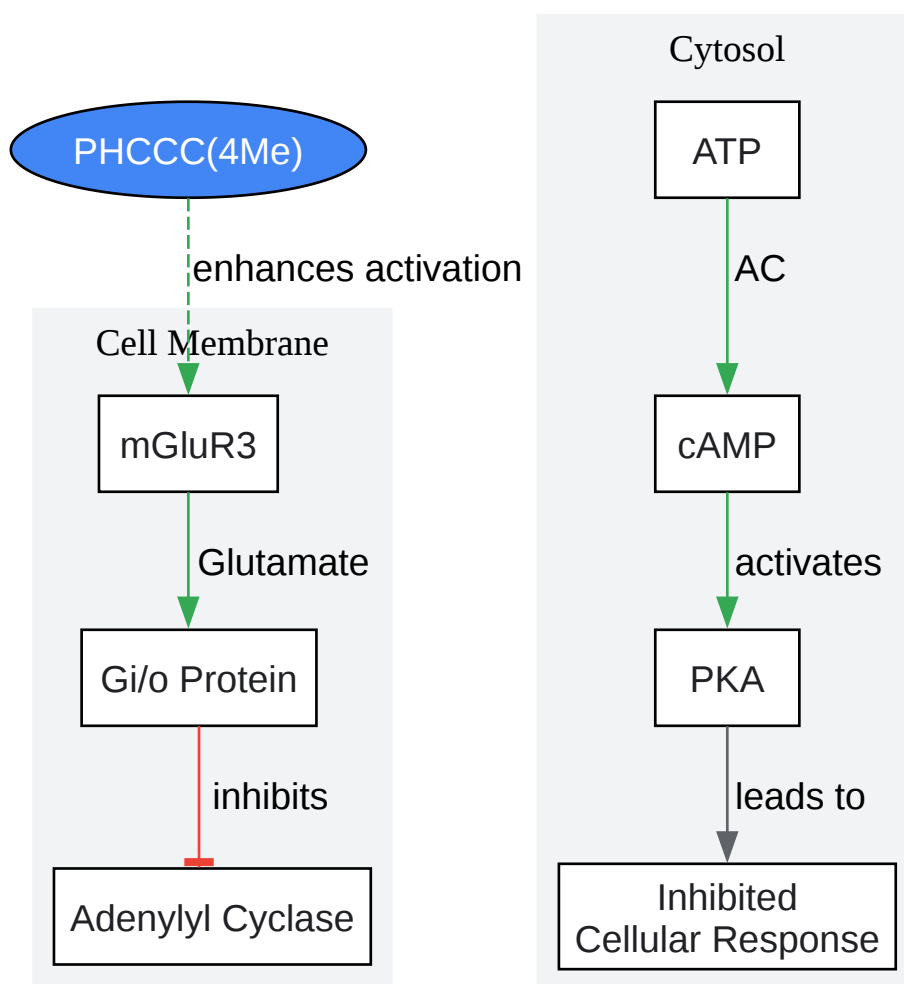 PHCCC(4Me)
enhances activation
Cell Membrane
mGluR3
Glutamate
Gi/o Protein
inhibits
Adenylyl Cyclase
Cytosol
ATP
AC
cAMP
activates
PKA
leads to
Inhibited
Cellular Response